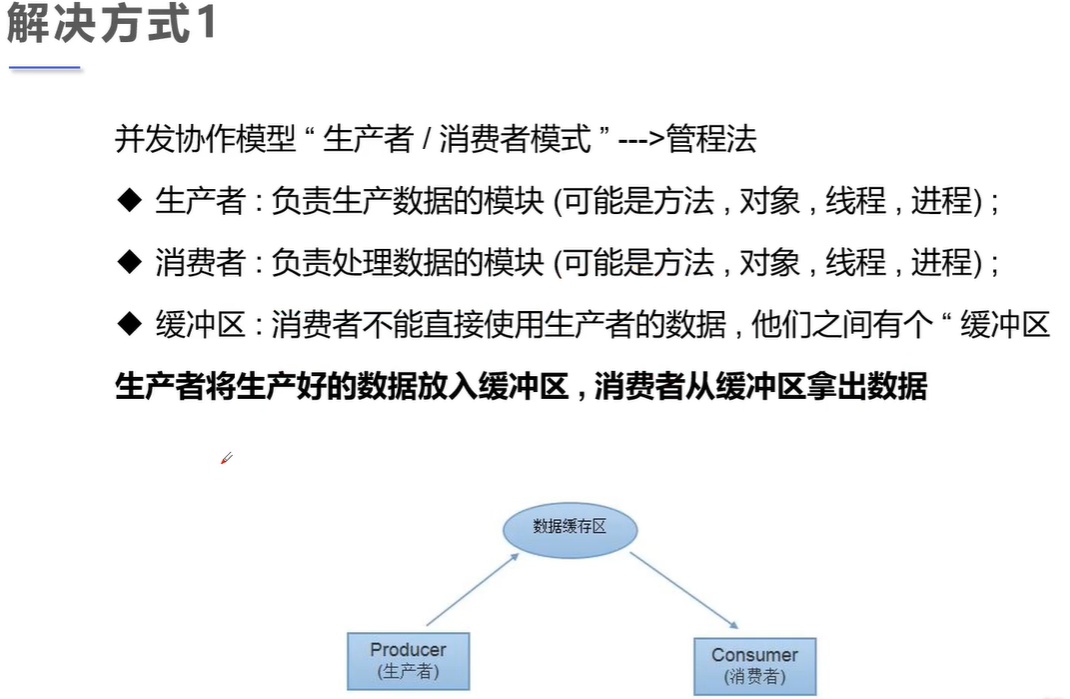 解决方式1
并发协作模型 “ 生产者 / 消费者模式 ” --->管程法
◆ 生产者 : 负责生产数据的模块 (可能是方法 , 对象 , 线程 , 进程) ;
◆ 消费者 : 负责处理数据的模块 (可能是方法 , 对象 , 线程 , 进程) ;
◆ 缓冲区 : 消费者不能直接使用生产者的数据 , 他们之间有个 “ 缓冲区
生产者将生产好的数据放入缓冲区 , 消费者从缓冲区拿出数据
数据缓存区
Producer
(生产者)
Consumer
(消费者)